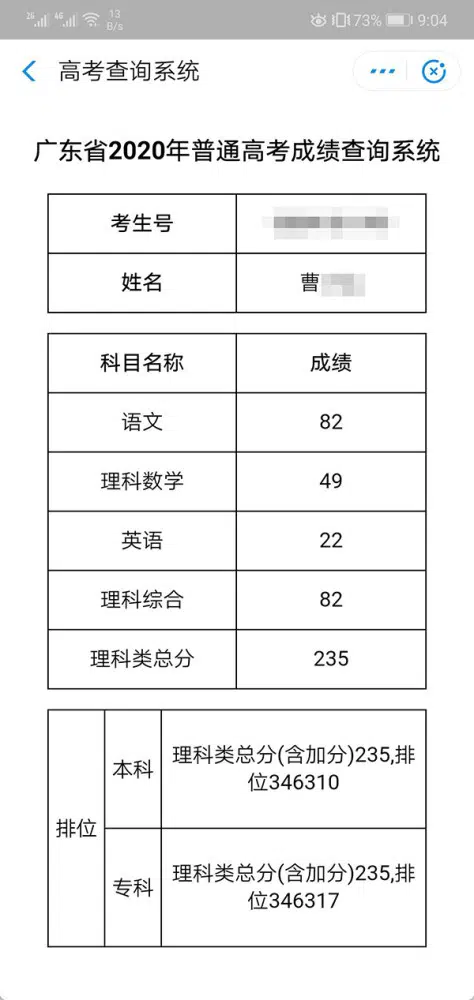 2G 4G 13 B/s 73% 9:04
高考查询系统
广东省2020年普通高考成绩查询系统
考生号
姓名 曹
科目名称 成绩
语文 82
理科数学 49
英语 22
理科综合 82
理科类总分 235
排位
本科 理科类总分(含加分)235,排
位346310
专科 理科类总分(含加分)235,排
位346317